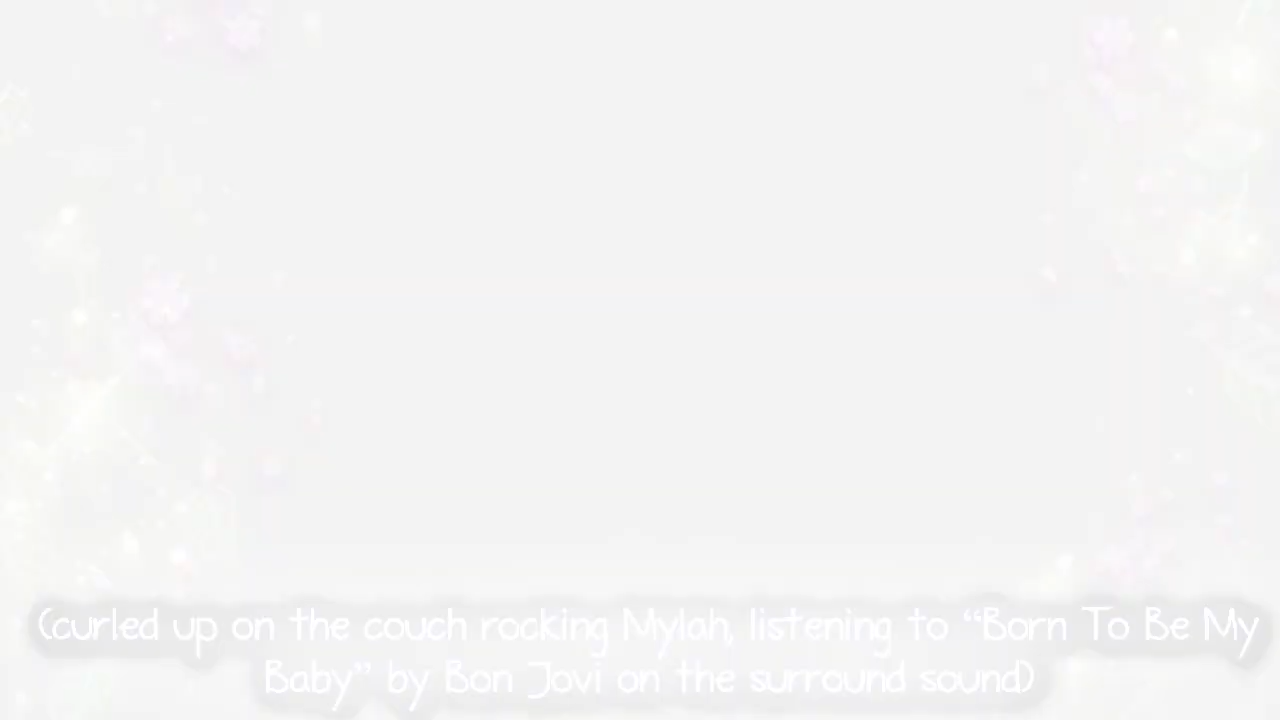 (curled up on the couch rocking Mylah, listening to “Born To Be My
Baby” by Bon Jovi on the surround sound)